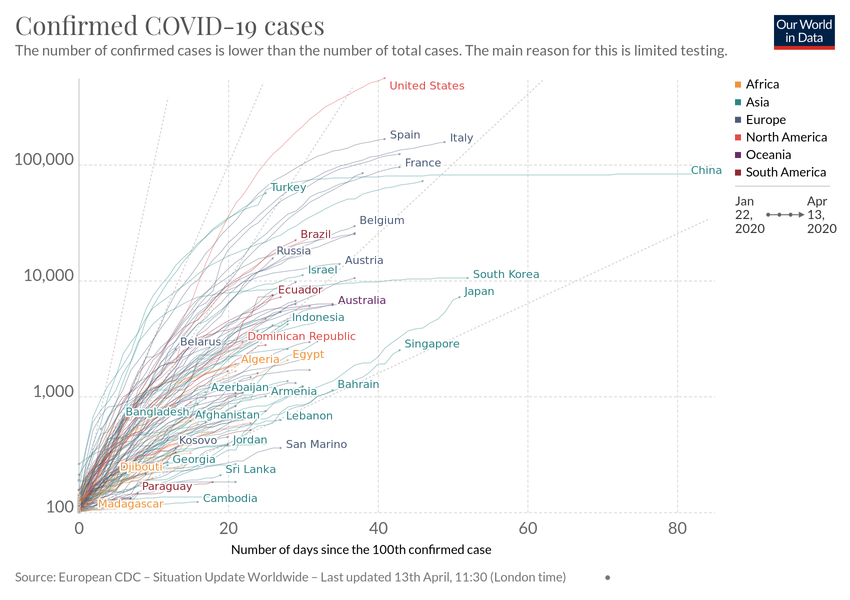 Confirmed COVID-19 cases
The number of confirmed cases is lower than the number of total cases. The main reason for this is limited testing.
Our World
in Data
United States
Spain
Italy
France
China
Turkey
Belgium
Brazil
Russia
Austria
Israel
South Korea
Ecuador
Japan
Australia
Indonesia
Dominican Republic
Belarus
Singapore
Algeria
Egypt
Azerbaijan
Armenia
Bahrain
Bangladesh
Afghanistan
Lebanon
Kosovo
Jordan
San Marino
Djibouti
Georgia
Sri Lanka
Paraguay
Madagascar
Cambodia
100,000
10,000
1,000
100
0
20
40
60
80
Number of days since the 100th confirmed case
Africa
Asia
Europe
North America
Oceania
South America
Jan
22,
2020
Apr
13,
2020
Source: European CDC – Situation Update Worldwide – Last updated 13th April, 11:30 (London time)